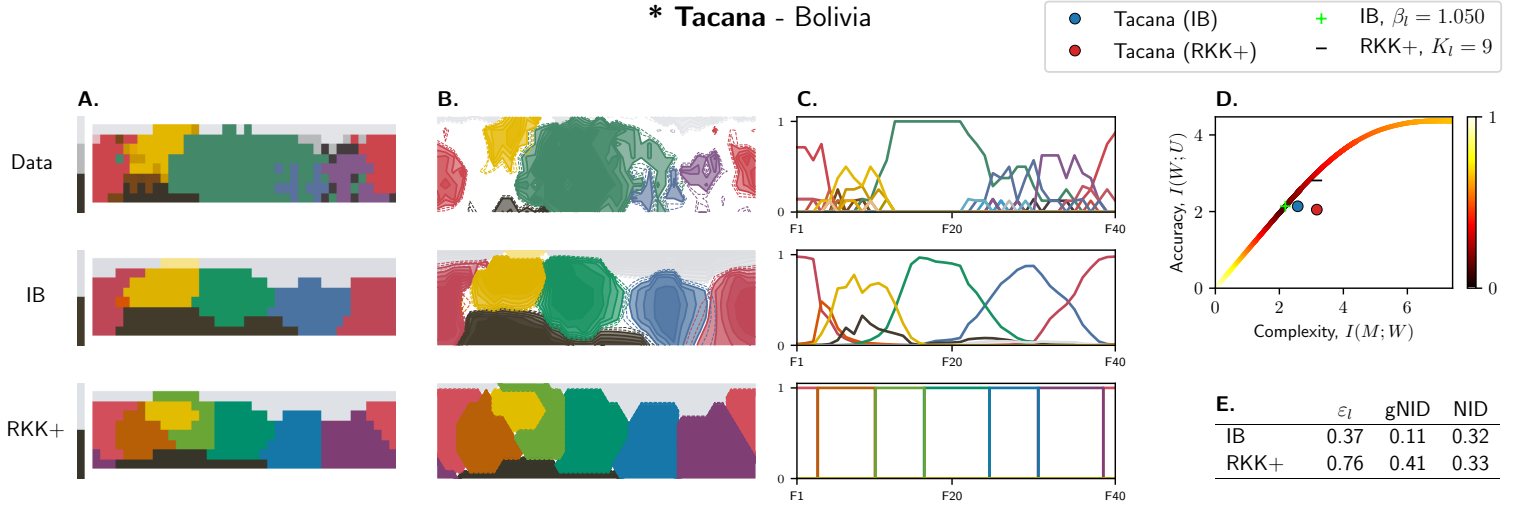 * Tacana - Bolivia
Tacana (IB)
Tacana (RKK+)
IB, βl = 1.050
RKK+, Kl = 9
A.
B.
C.
D.
Data
IB
RKK+
1
0
F1
F20
F40
1
0
F1
F20
F40
1
0
F1
F20
F40
Accuracy, I(W; U)
4
2
0
0
2
4
6
Complexity, I(M; W)
1
0
E.
εl gNID NID
IB 0.37 0.11 0.32
RKK+ 0.76 0.41 0.33